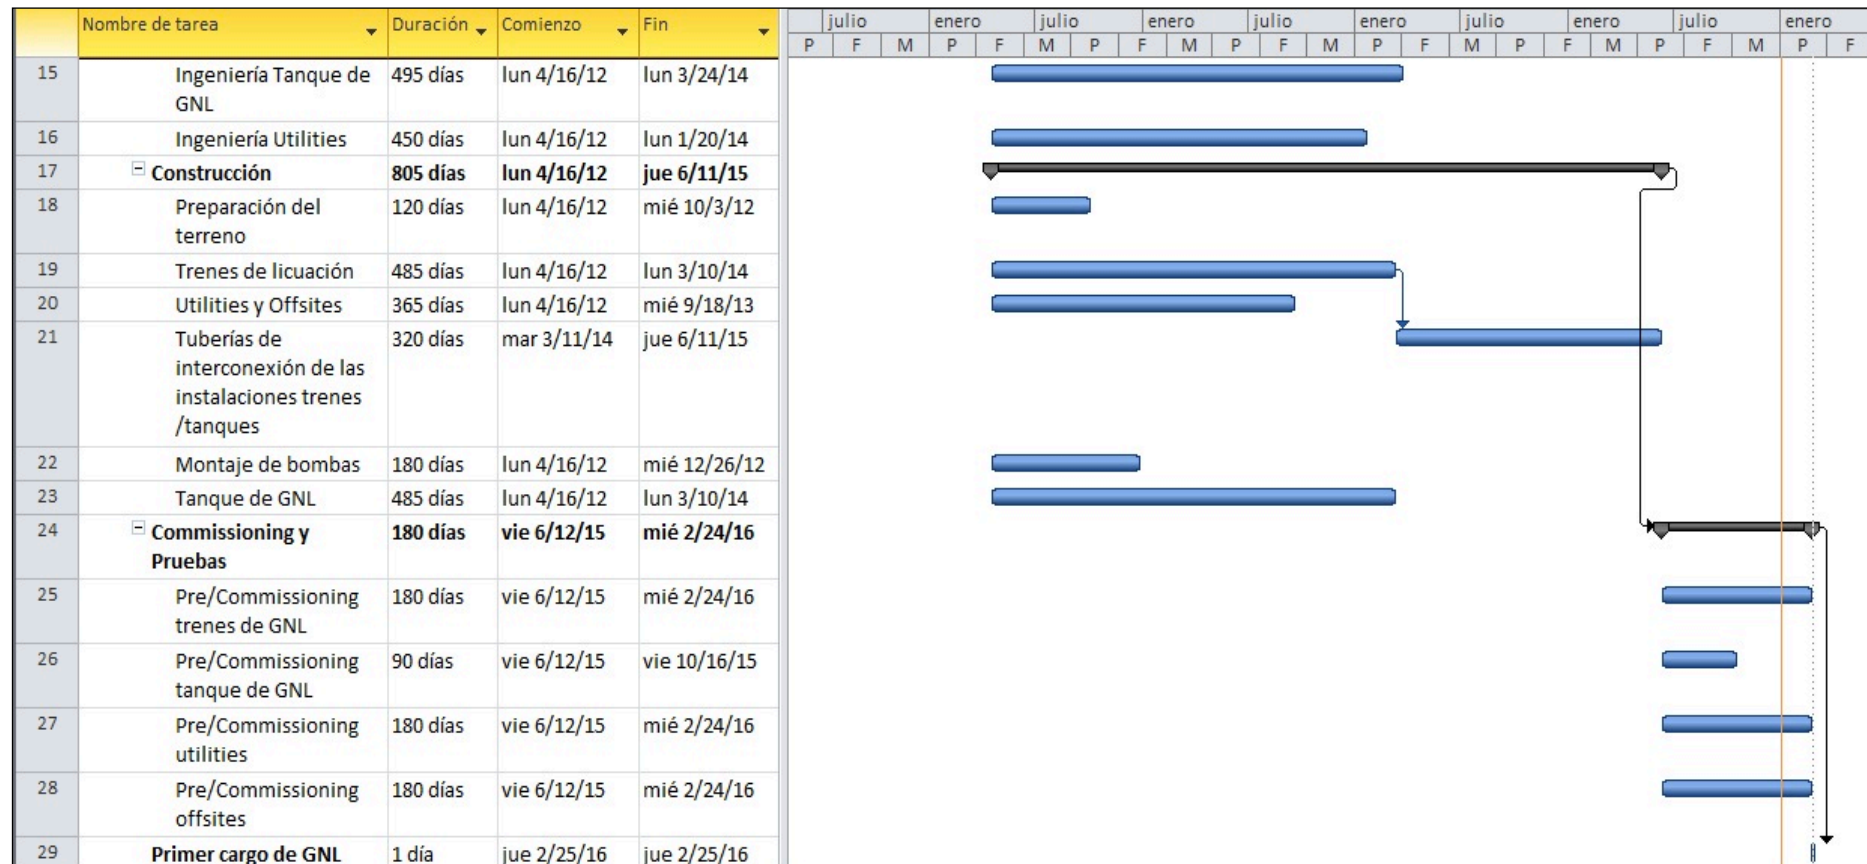 Nombre de tarea Duración Comienzo Fin julio enero julio enero julio enero julio enero julio enero
P F M P F M P F M P F M P F M P F M P F M P F
15 Ingeniería Tanque de 495 días lun 4/16/12 lun 3/24/14
GNL
16 Ingeniería Utilities 450 días lun 4/16/12 lun 1/20/14
17 Construcción 805 días lun 4/16/12 jue 6/11/15
18 Preparación del 120 días lun 4/16/12 mié 10/3/12
terreno
19 Trenes de licuación 485 días lun 4/16/12 lun 3/10/14
20 Utilities y Offsites 365 días lun 4/16/12 mié 9/18/13
21 Tuberías de 320 días mar 3/11/14 jue 6/11/15
interconexión de las
instalaciones trenes
/tanques
22 Montaje de bombas 180 días lun 4/16/12 mié 12/26/12
23 Tanque de GNL 485 días lun 4/16/12 lun 3/10/14
24 Commissioning y 180 días vie 6/12/15 mié 2/24/16
Pruebas
25 Pre/Commissioning 180 días vie 6/12/15 mié 2/24/16
trenes de GNL
26 Pre/Commissioning 90 días vie 6/12/15 vie 10/16/15
tanque de GNL
27 Pre/Commissioning 180 días vie 6/12/15 mié 2/24/16
utilities
28 Pre/Commissioning 180 días vie 6/12/15 mié 2/24/16
offsites
29 Primer cargo de GNL 1 día jue 2/25/16 jue 2/25/16